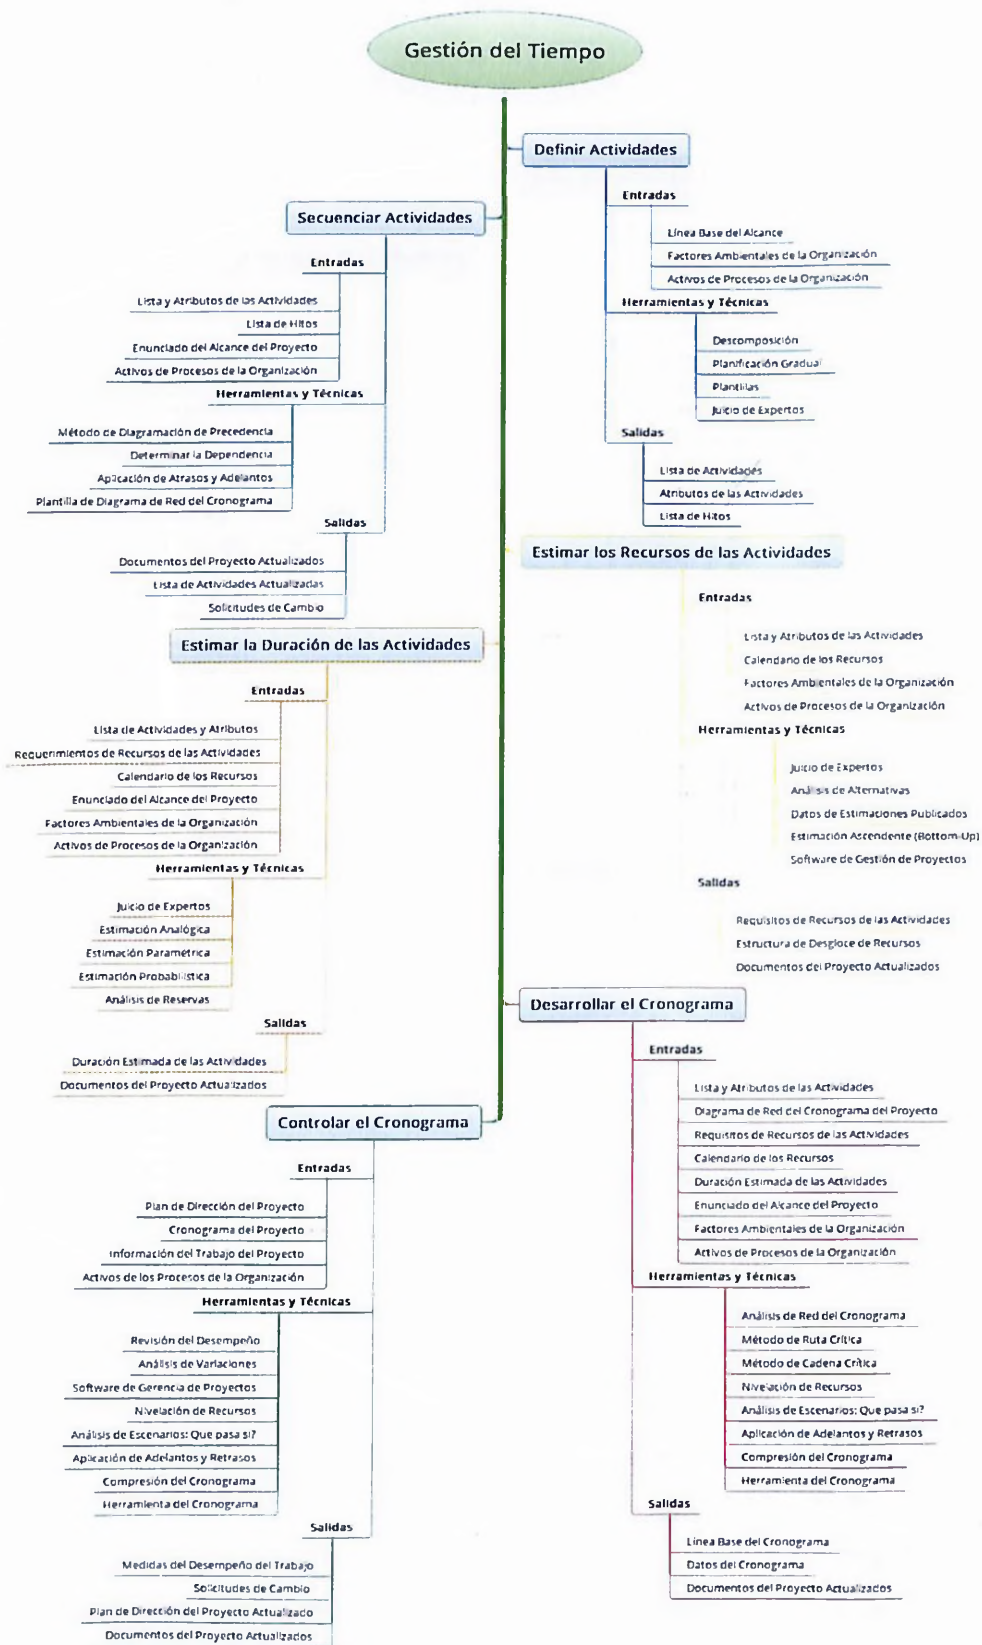 Gestión del Tiempo
Definir Actividades
Entradas
Línea Base del Alcance
Factores Ambientales de la Organización
Activos de Procesos de la Organización
Herramientas y Técnicas
Descomposición
Planificación Gradual
Plantillas
Juicio de Expertos
Salidas
Lista de Actividades
Atributos de las Actividades
Lista de Hitos
Secuenciar Actividades
Entradas
Lista y Atributos de las Actividades
Lista de Hitos
Enunciado del Alcance del Proyecto
Activos de Procesos de la Organización
Herramientas y Técnicas
Método de Diagramación de Precedencia
Determinar la Dependencia
Aplicación de Atrasos y Adelantos
Plantilla de Diagrama de Red del Cronograma
Salidas
Documentos del Proyecto Actualizados
Lista de Actividades Actualizadas
Solicitudes de Cambio
Estimar los Recursos de las Actividades
Entradas
Lista y Atributos de las Actividades
Calendario de los Recursos
Factores Ambientales de la Organización
Activos de Procesos de la Organización
Herramientas y Técnicas
Juicio de Expertos
Análisis de Alternativas
Datos de Estimaciones Publicados
Estimación Ascendente (Bottom-Up)
Software de Gestión de Proyectos
Salidas
Requisitos de Recursos de las Actividades
Estructura de Desgloce de Recursos
Documentos del Proyecto Actualizados
Estimar la Duración de las Actividades
Entradas
Lista de Actividades y Atributos
Requerimientos de Recursos de las Actividades
Calendario de los Recursos
Enunciado del Alcance del Proyecto
Factores Ambientales de la Organización
Activos de Procesos de la Organización
Herramientas y Técnicas
Juicio de Expertos
Estimación Analógica
Estimación Parametrica
Estimación Probabilística
Análisis de Reservas
Salidas
Duración Estimada de las Actividades
Documentos del Proyecto Actualizados
Desarrollar el Cronograma
Entradas
Lista y Atributos de las Actividades
Diagrama de Red del Cronograma del Proyecto
Requisitos de Recursos de las Actividades
Calendario de los Recursos
Duración Estimada de las Actividades
Enunciado del Alcance del Proyecto
Factores Ambientales de la Organización
Activos de Procesos de la Organización
Herramientas y Técnicas
Análisis de Red del Cronograma
Método de Ruta Crítica
Método de Cadena Crítica
Nivelación de Recursos
Análisis de Escenarios: Que pasa si?
Aplicación de Adelantos y Retrasos
Compresión del Cronograma
Herramienta del Cronograma
Salidas
Línea Base del Cronograma
Datos del Cronograma
Documentos del Proyecto Actualizados
Controlar el Cronograma
Entradas
Plan de Dirección del Proyecto
Cronograma del Proyecto
Información del Trabajo del Proyecto
Activos de los Procesos de la Organización
Herramientas y Técnicas
Revisión del Desempeño
Análisis de Variaciones
Software de Gerencia de Proyectos
Nivelación de Recursos
Análisis de Escenarios: Que pasa si?
Aplicación de Adelantos y Retrasos
Compresión del Cronograma
Herramienta del Cronograma
Salidas
Medidas del Desempeño del Trabajo
Solicitudes de Cambio
Plan de Dirección del Proyecto Actualizado
Documentos del Proyecto Actualizados